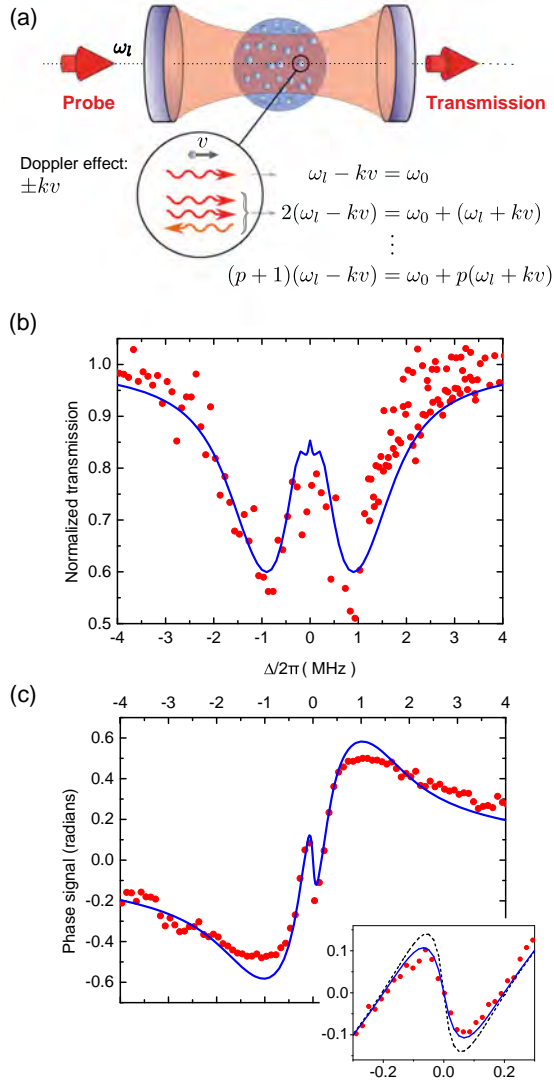 (a)
ω_l
Probe
Transmission
v
Doppler effect:
±kv
ω_l − kv = ω_0
2(ω_l − kv) = ω_0 + (ω_l + kv)
⋮
(p + 1)(ω_l − kv) = ω_0 + p(ω_l + kv)
(b)
1.0
0.9
0.8
0.7
0.6
0.5
Normalized transmission
-4 -3 -2 -1 0 1 2 3 4
Δ/2π ( MHz )
(c)
-4 -3 -2 -1 0 1 2 3 4
0.6
0.4
0.2
0.0
-0.2
-0.4
-0.6
Phase signal (radians)
0.1
0.0
-0.1
-0.2 0.0 0.2